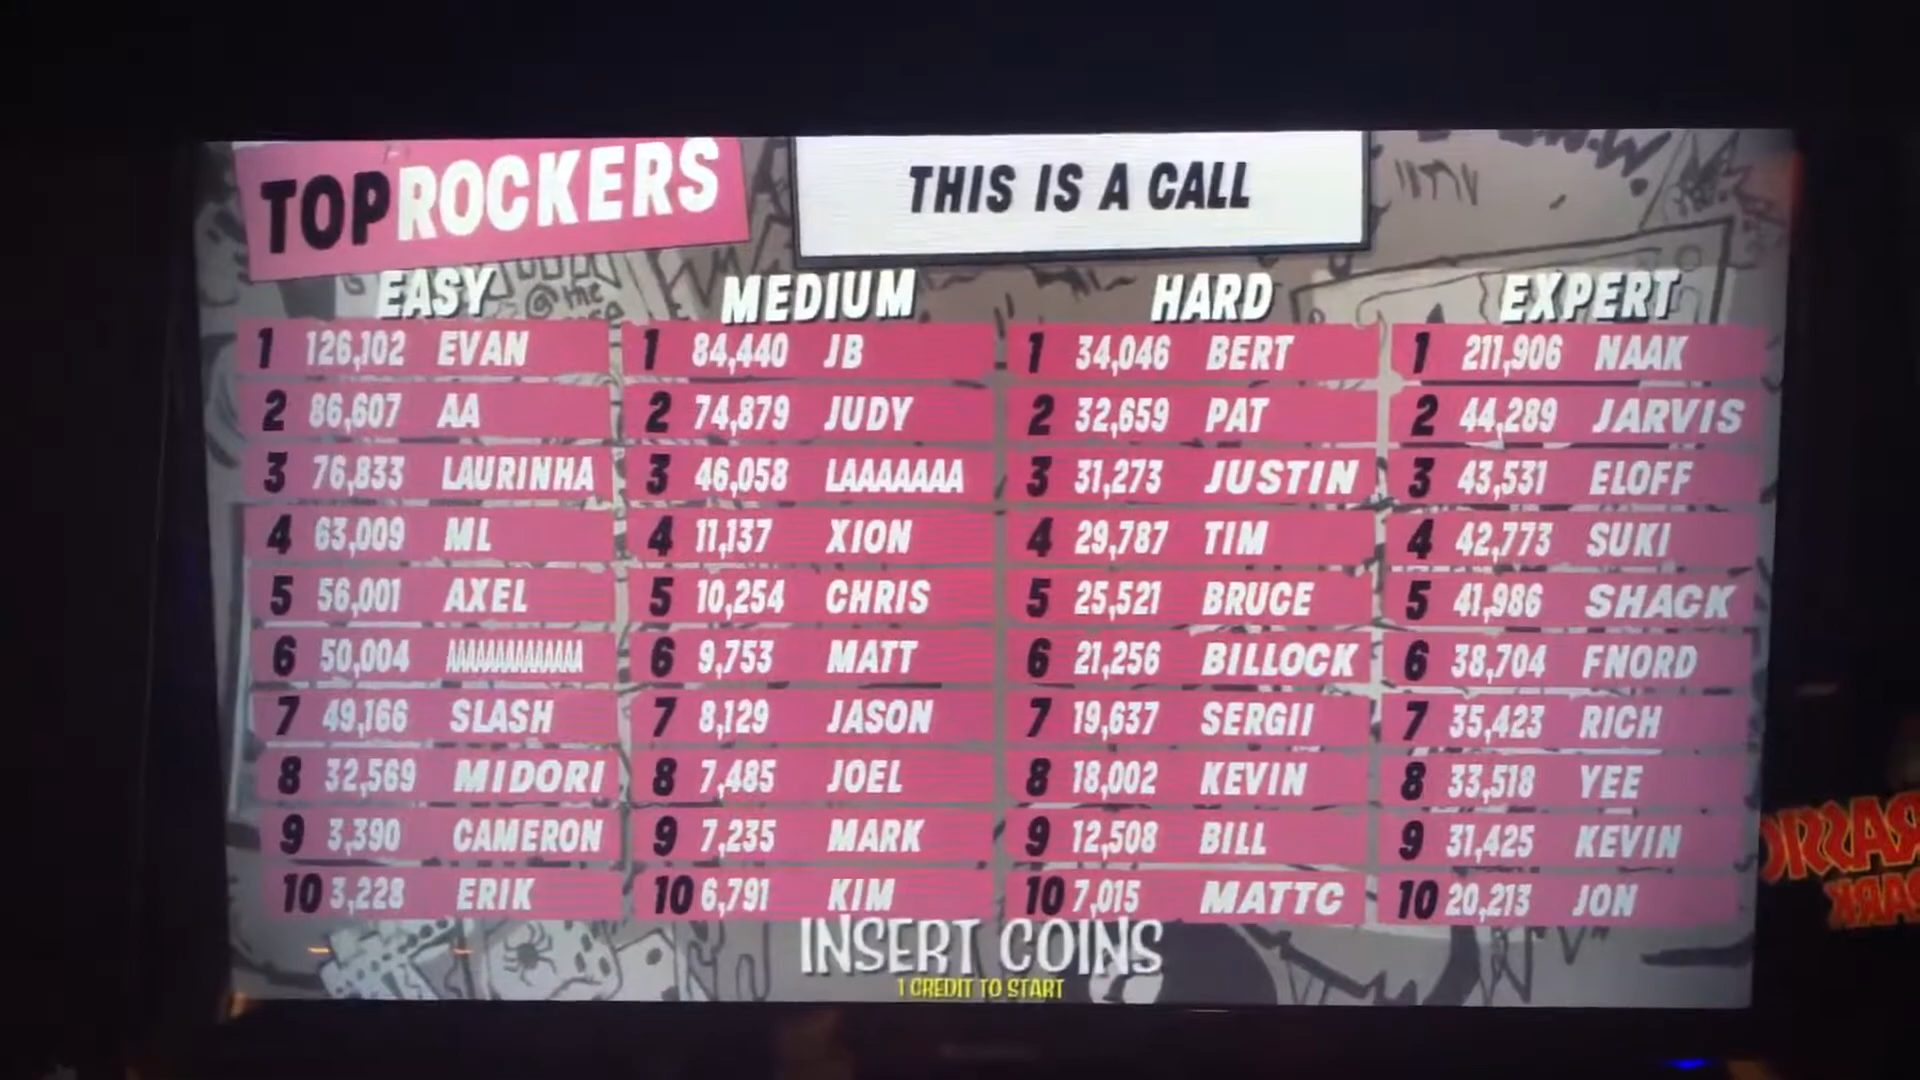 TOP ROCKERS
THIS IS A CALL
@ the
EASY MEDIUM HARD EXPERT
1 126,102 EVAN 1 84,440 JB 1 34,046 BERT 1 211,906 NAAK
2 86,607 AA 2 74,879 JUDY 2 32,659 PAT 2 44,289 JARVIS
3 76,833 LAURINHA 3 46,058 LAAAAAAA 3 31,273 JUSTIN 3 43,531 ELOFF
4 63,009 ML 4 11,137 XION 4 29,787 TIM 4 42,773 SUKI
5 56,001 AXEL 5 10,254 CHRIS 5 25,521 BRUCE 5 41,986 SHACK
6 50,004 6 9,753 MATT 6 21,256 BILLOCK 6 38,704 FNORD
7 49,166 SLASH 7 8,129 JASON 7 19,637 SERGII 7 35,423 RICH
8 32,569 MIDORI 8 7,485 JOEL 8 18,002 KEVIN 8 33,518 YEE
9 3,390 CAMERON 9 7,235 MARK 9 12,508 BILL 9 31,425 KEVIN
10 3,228 ERIK 10 6,791 KIM 10 7,015 MATTC 10 20,213 JON
INSERT COINS
1 CREDIT TO START